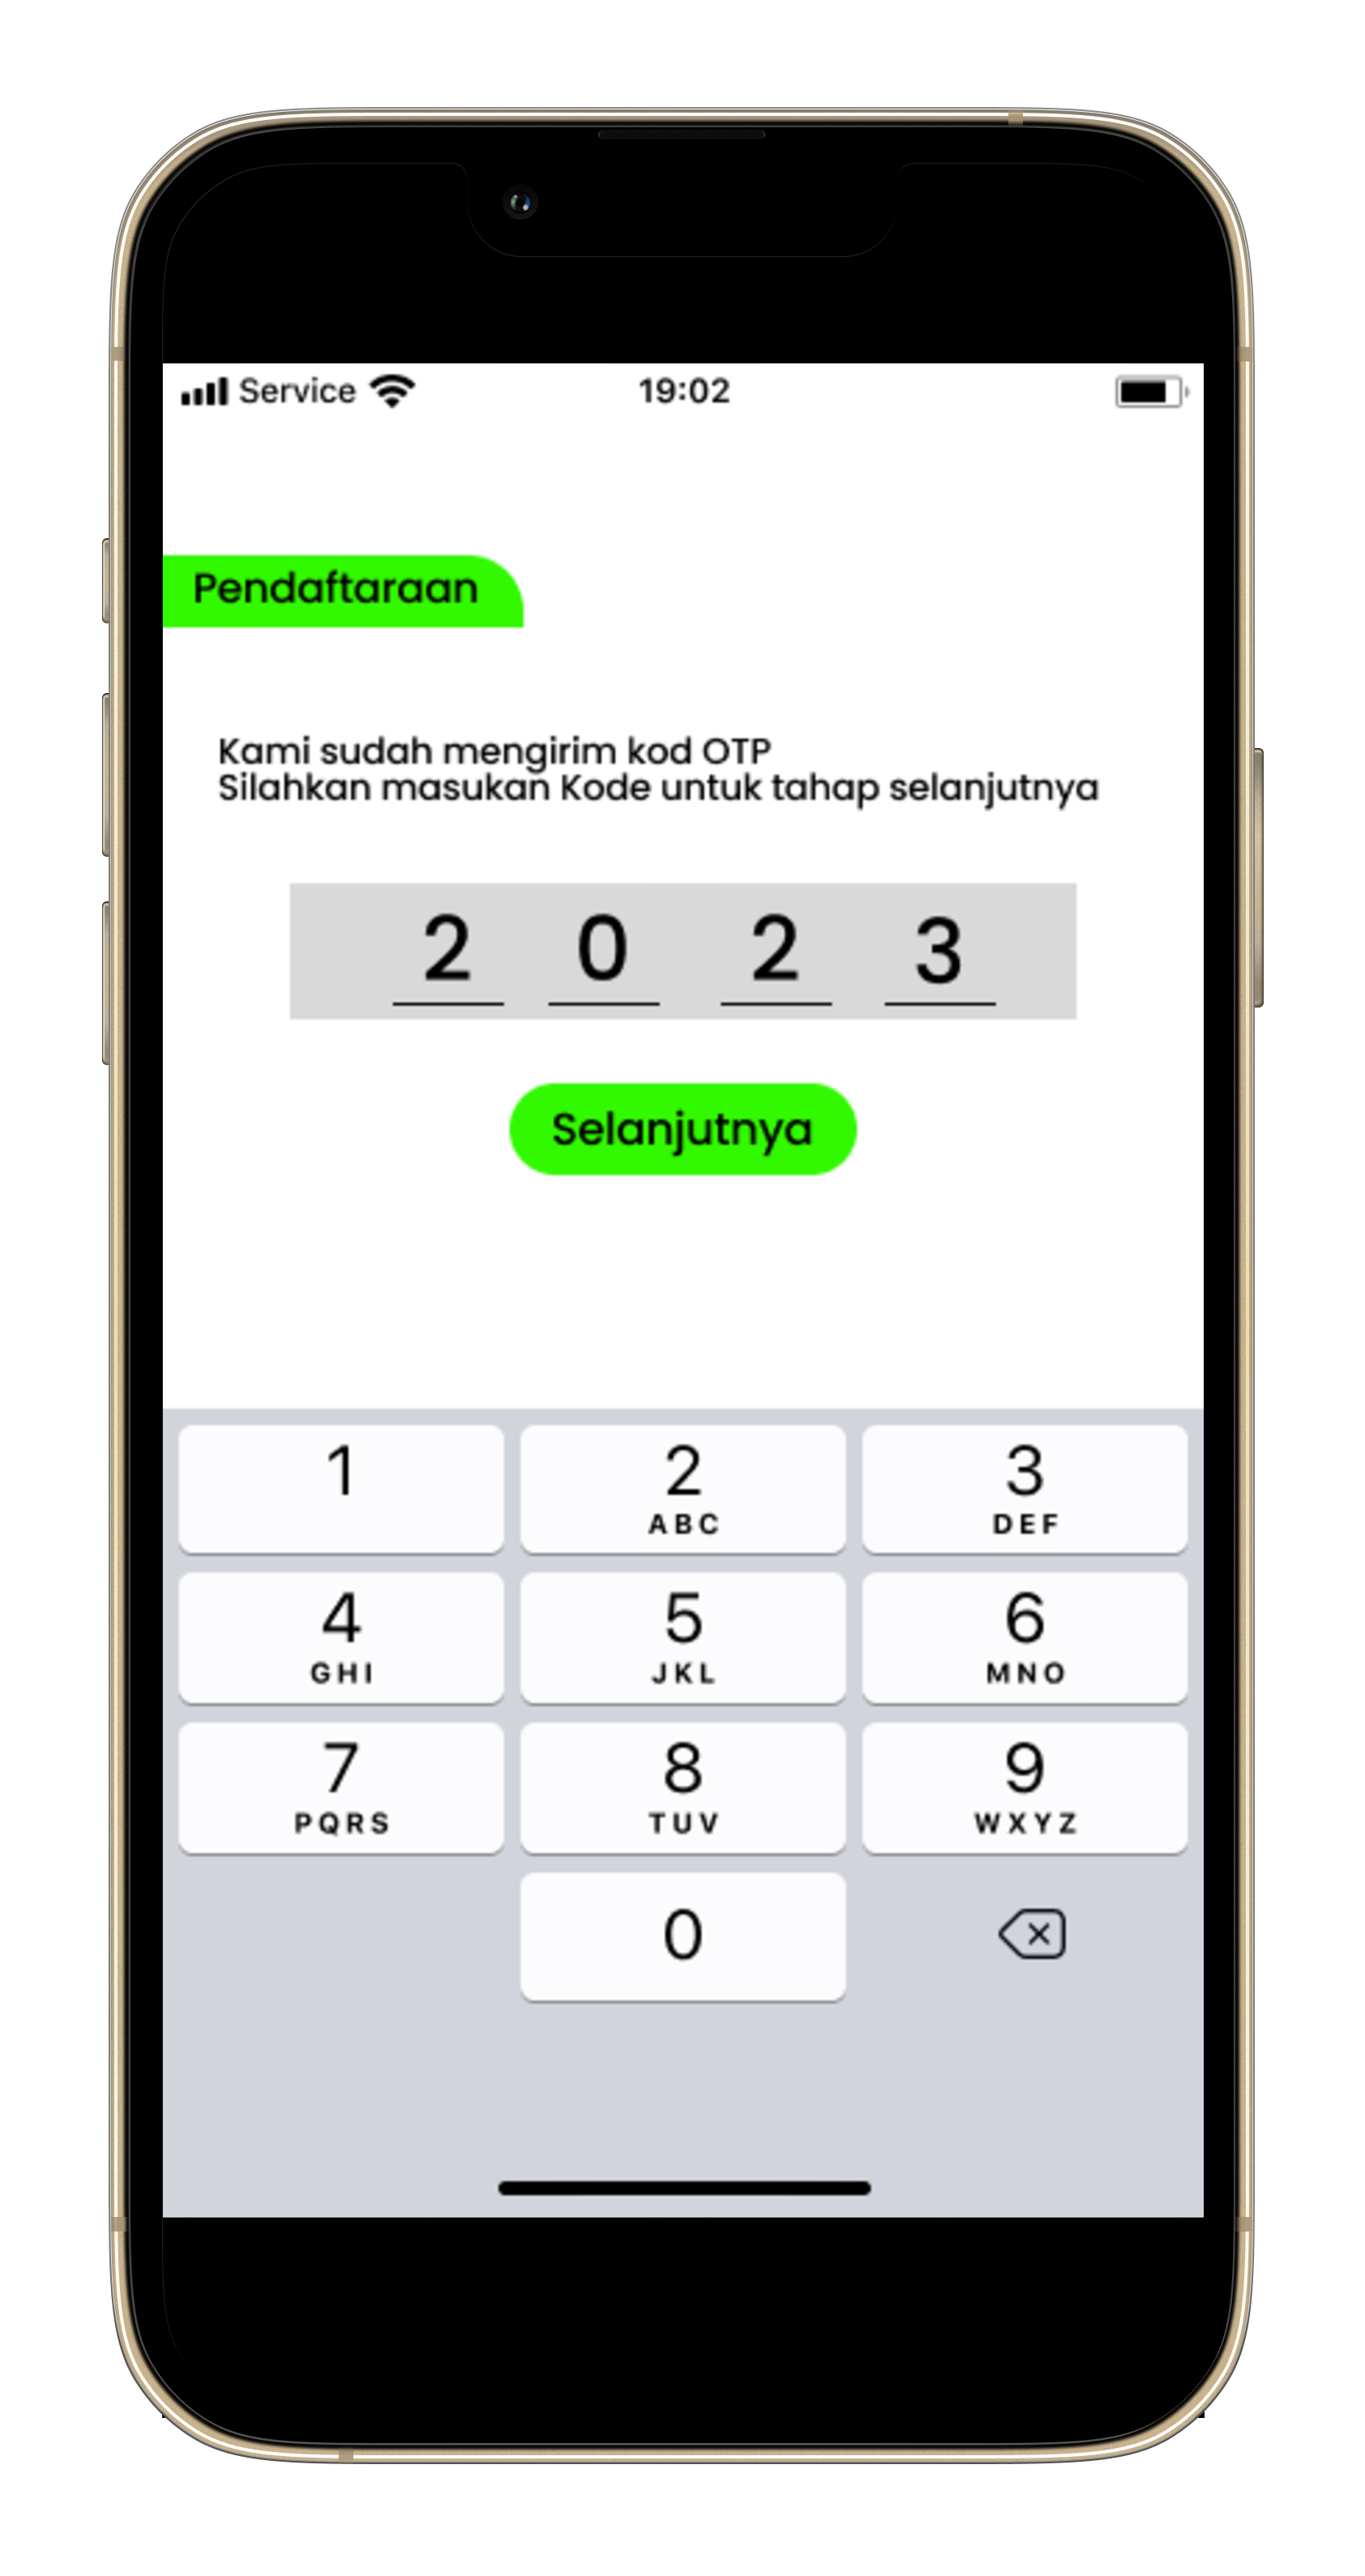 Service 19:02
Pendaftaraan
Kami sudah mengirim kod OTP
Silahkan masukan Kode untuk tahap selanjutnya
2 0 2 3
Selanjutnya
1 2 3
ABC DEF
4 5 6
GHI JKL MNO
7 8 9
PQRS TUV WXYZ
0